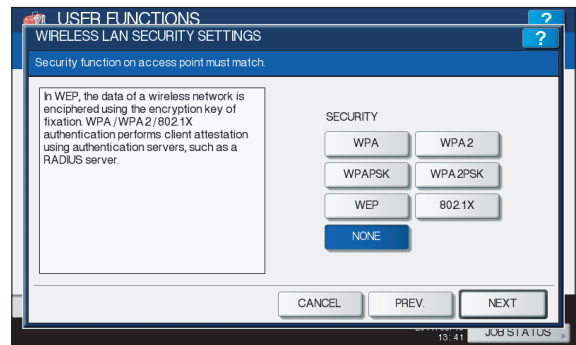 USER FUNCTIONS
?
WIRELESS LAN SECURITY SETTINGS
?
Security function on access point must match.
In WEP, the data of a wireless network is
enciphered using the encryption key of
fixation. WPA/WPA2/802.1X
authentication performs client attestation
using authentication servers, such as a
RADIUS server.
SECURITY
WPA
WPA2
WPAPSK
WPA2PSK
WEP
802.1X
NONE
CANCEL
PREV.
NEXT
13:41
JOB STATUS